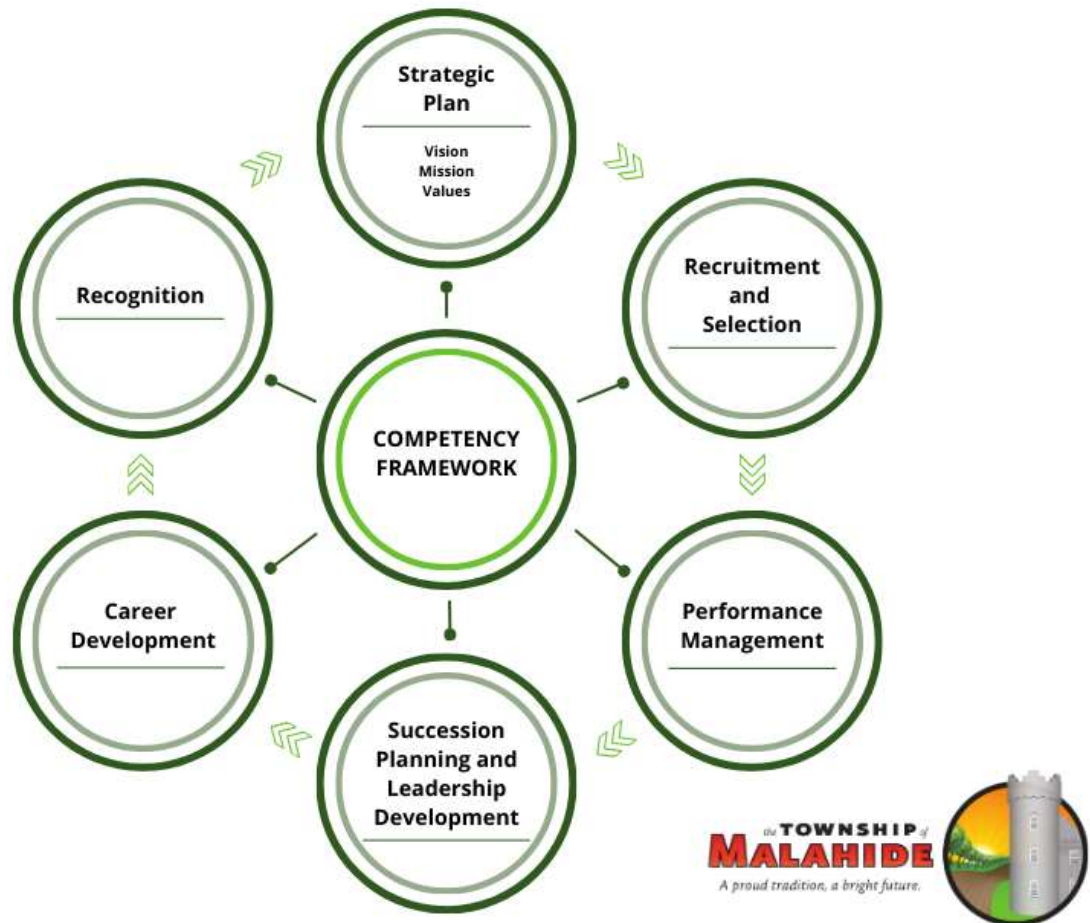 Strategic
Plan
Vision
Mission
Values
Recruitment
and
Selection
Recognition
COMPETENCY
FRAMEWORK
Career
Development
Performance
Management
Succession
Planning and
Leadership
Development
the TOWNSHIP of
MALAHIDE
A proud tradition, a bright future.